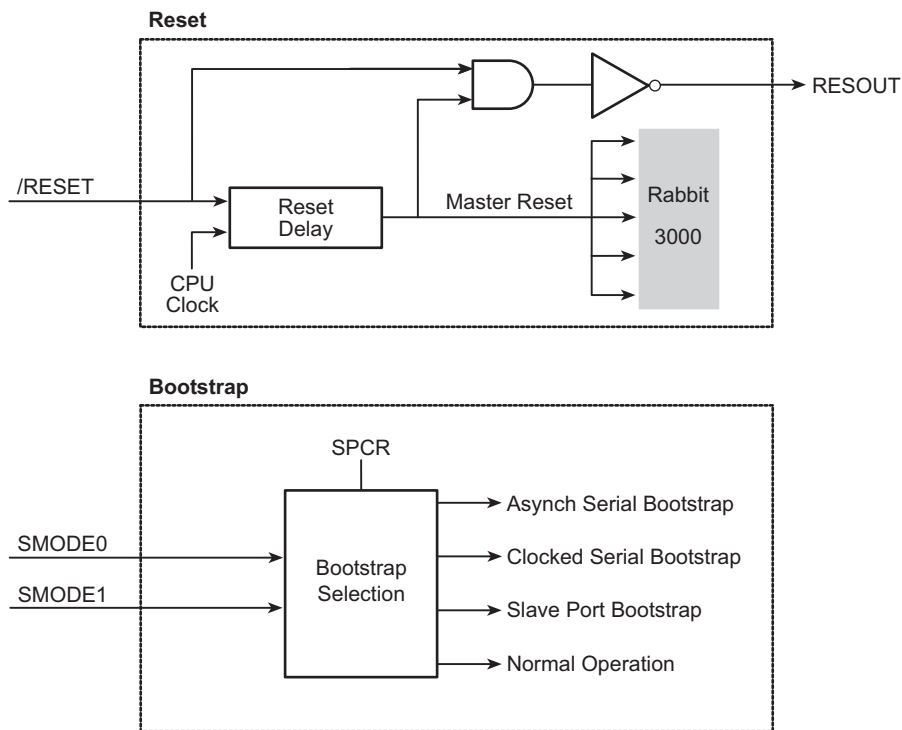 Reset
RESOUT
/RESET
Reset
Delay
Master Reset
Rabbit
3000
CPU
Clock
Bootstrap
SPCR
SMODE0
SMODE1
Bootstrap
Selection
Asynch Serial Bootstrap
Clocked Serial Bootstrap
Slave Port Bootstrap
Normal Operation